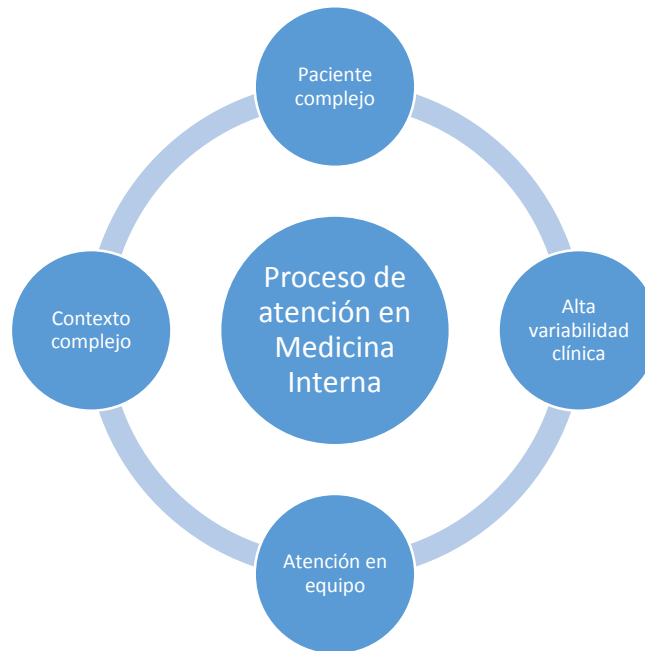 Paciente
complejo
Contexto
complejo
Proceso de
atención en
Medicina
Interna
Alta
variabilidad
clínica
Atención en
equipo